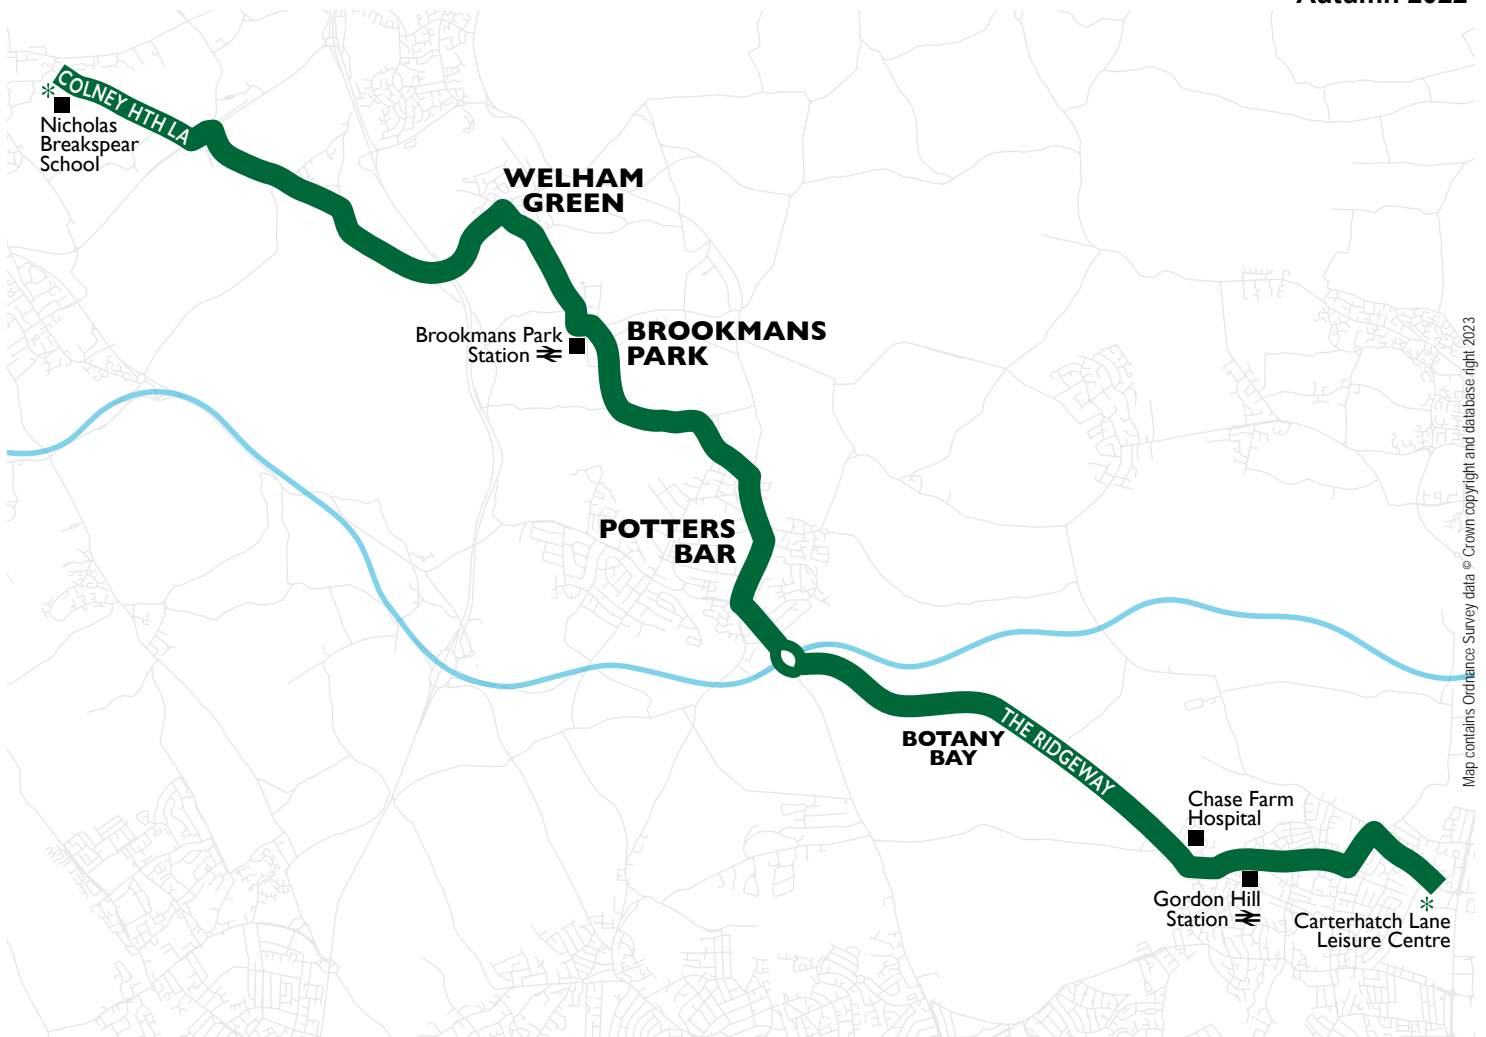 Autumn 2022
COLNEY HTH LA
Nicholas
Breakspear
School
WELHAM
GREEN
Brookmans Park
Station
BROOKMANS
PARK
POTTERS
BAR
BOTANY
BAY
THE RIDGEWAY
Chase Farm
Hospital
Gordon Hill
Station
Carterhatch Lane
Leisure Centre
Map contains Ordnance Survey data © Crown copyright and database right 2023